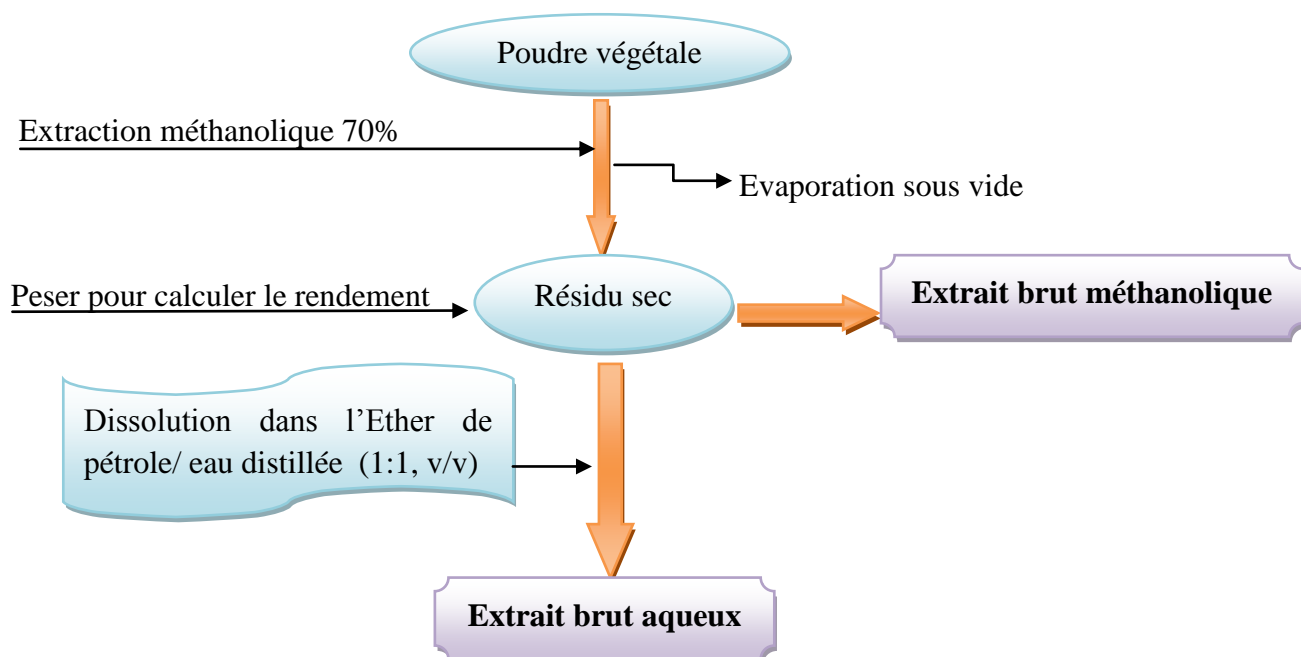 Poudre végétale
Extraction méthanolique 70%
Evaporation sous vide
Peser pour calculer le rendement
Résidu sec
Extrait brut méthanolique
Dissolution dans l’Ether de
pétrole/ eau distillée (1:1, v/v)
Extrait brut aqueux